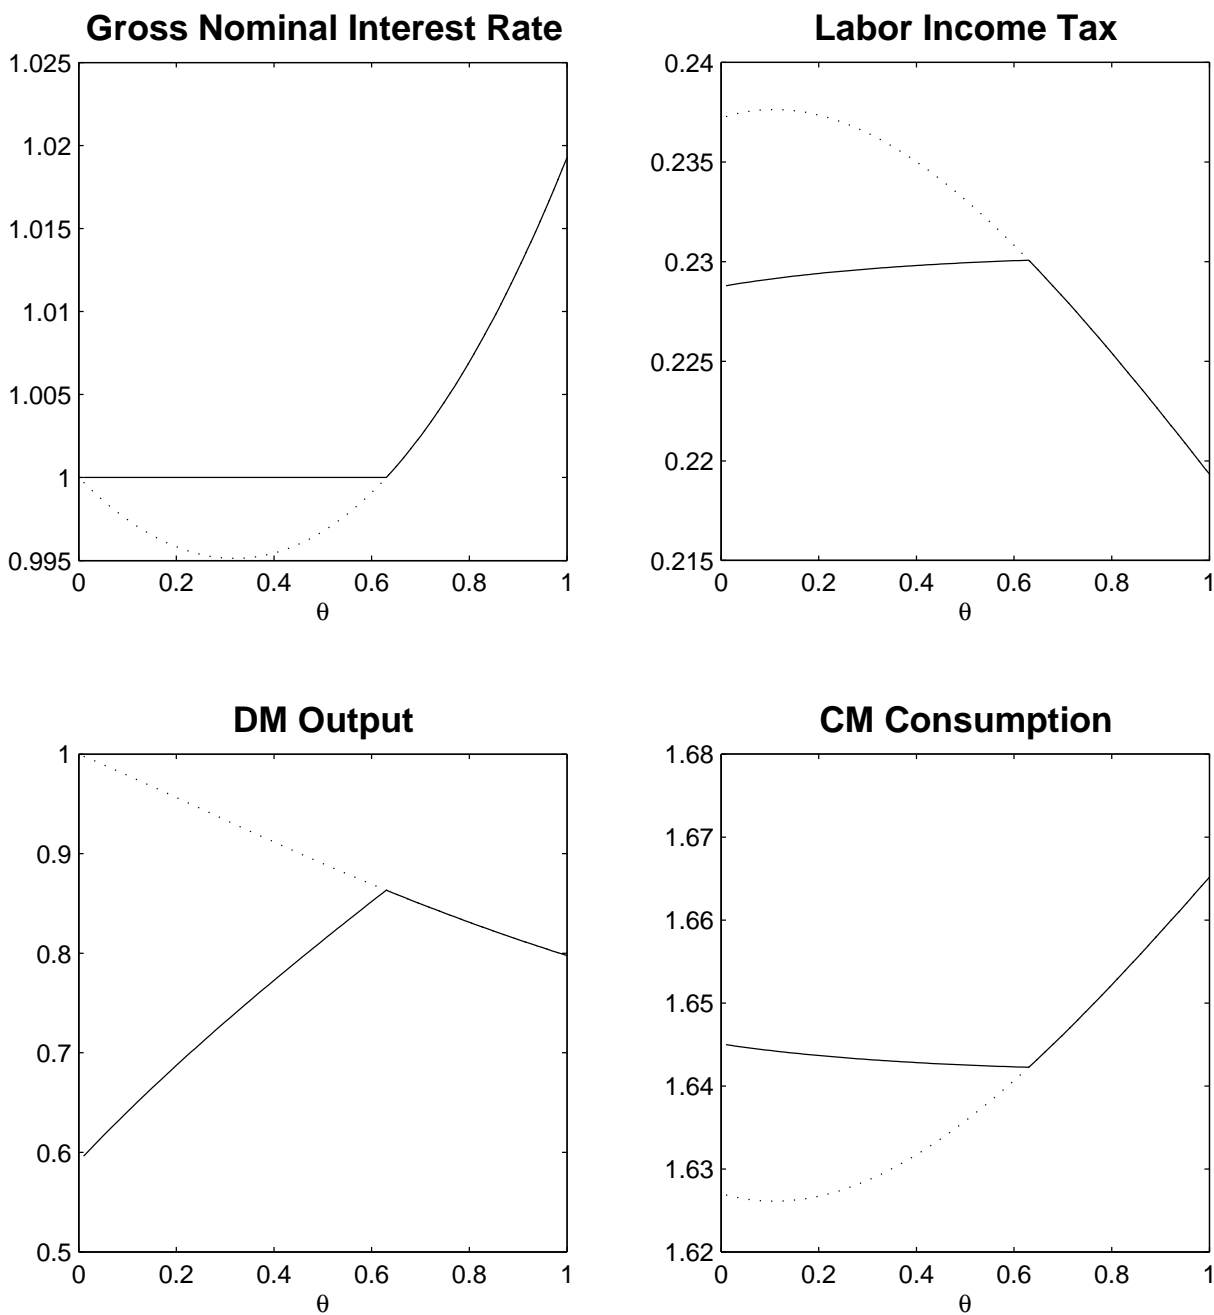 Gross Nominal Interest Rate
1.025
1.02
1.015
1.01
1.005
1
0.995
0 0.2 0.4 0.6 0.8 1
θ
Labor Income Tax
0.24
0.235
0.23
0.225
0.22
0.215
0 0.2 0.4 0.6 0.8 1
θ
DM Output
1
0.9
0.8
0.7
0.6
0.5
0 0.2 0.4 0.6 0.8 1
θ
CM Consumption
1.68
1.67
1.66
1.65
1.64
1.63
1.62
0 0.2 0.4 0.6 0.8 1
θ